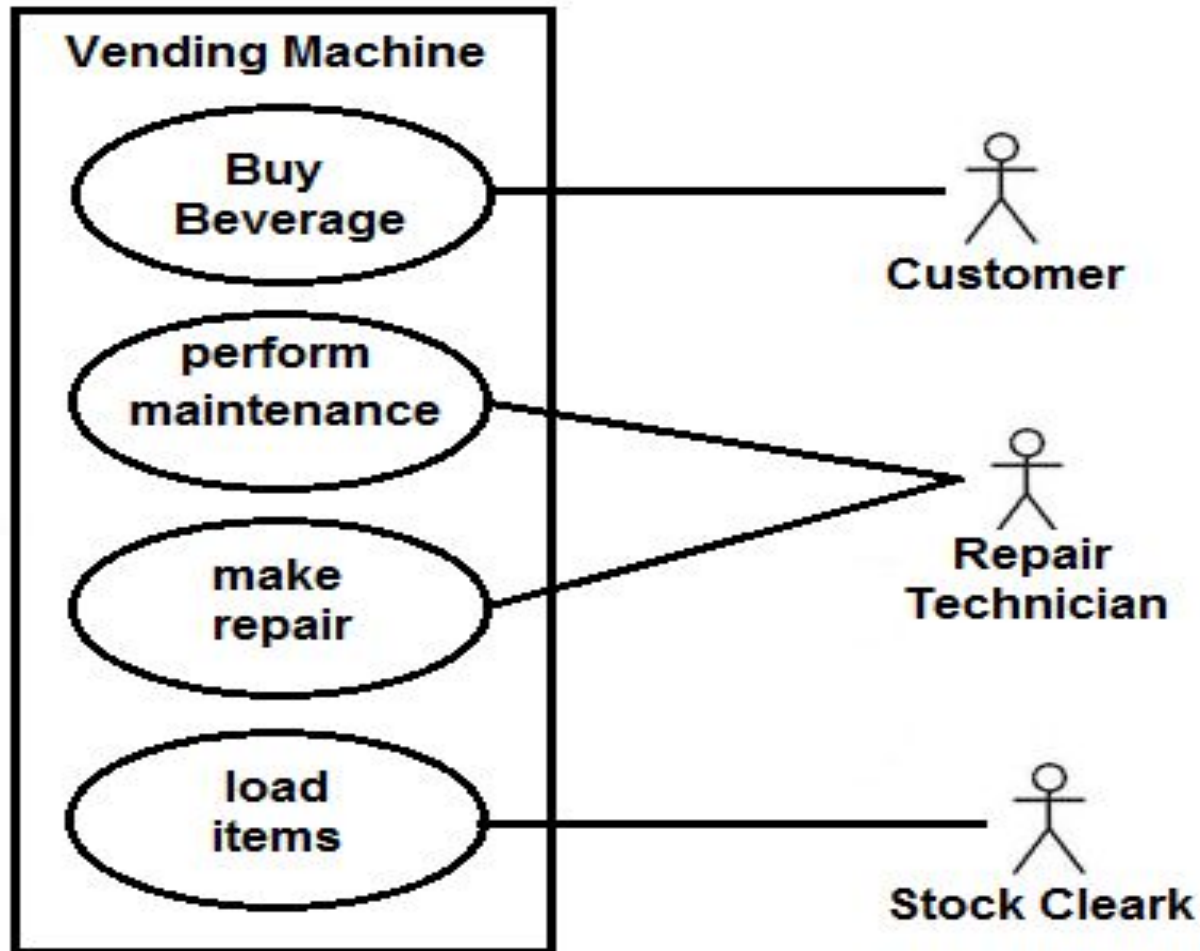 Vending Machine
Buy
Beverage
Customer
perform
maintenance
Repair
Technician
make
repair
load
items
Stock Cleark